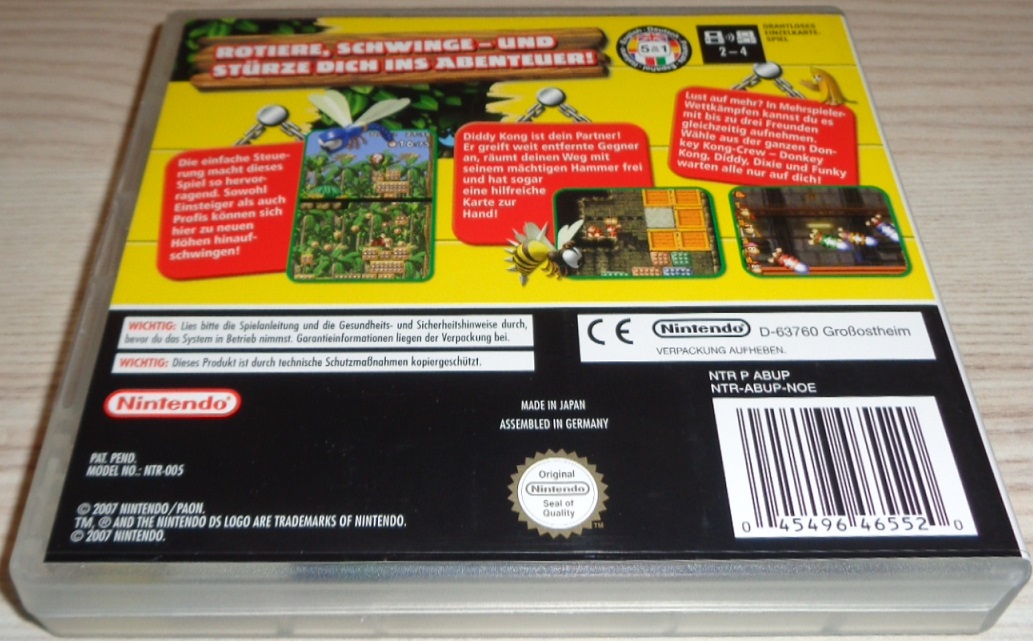 ROTIERE, SCHWINGE – UND
STÜRZE DICH INS ABENTEUER!
5 in 1
2–4
DRAHTLOSES
EINZELKARTE-
SPIEL
Die einfache Steue-
rung macht dieses
Spiel so hervor-
ragend. Sowohl
Einsteiger als auch
Profis können sich
hier zu neuen
Höhen hinauf-
schwingen!
Diddy Kong ist dein Partner!
Er greift weit entfernte Gegner
an, räumt deinen Weg mit
seinem mächtigen Hammer frei
und hat sogar
eine hilfreiche
Karte zur
Hand!
Lust auf mehr? In Mehrspieler-
Wettkämpfen kannst du es
mit bis zu drei Freunden
gleichzeitig aufnehmen.
Wähle aus der ganzen Don-
key Kong-Crew – Donkey
Kong, Diddy, Dixie und Funky
warten alle nur auf dich!
WICHTIG: Lies bitte die Spielanleitung und die Gesundheits- und Sicherheitshinweise durch,
bevor du das System in Betrieb nimmst. Garantieinformationen liegen der Verpackung bei.
WICHTIG: Dieses Produkt ist durch technische Schutzmaßnahmen kopiergeschützt.
CE Nintendo® D-63760 Großostheim
VERPACKUNG AUFHEBEN.
NTR P ABUP
NTR-ABUP-NOE
Nintendo®
MADE IN JAPAN
ASSEMBLED IN GERMANY
PAT. PEND.
MODEL NO.: NTR-005
Original
Nintendo
Seal of
Quality
TM
© 2007 NINTENDO/PAON.
TM, ® AND THE NINTENDO DS LOGO ARE TRADEMARKS OF NINTENDO.
© 2007 NINTENDO.
0 45496 46552 0